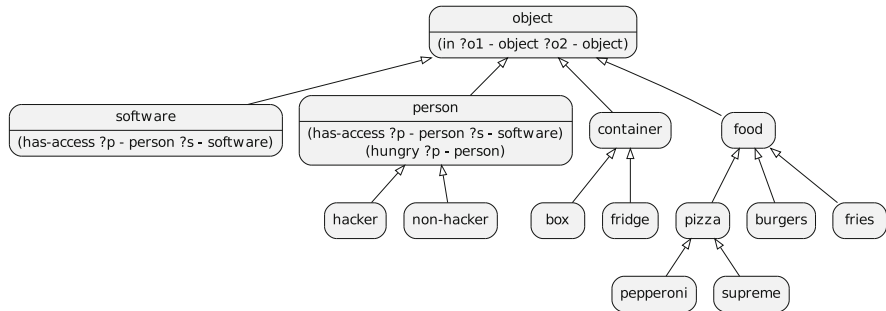 object
(in ?o1 - object ?o2 - object)
software
(has-access ?p - person ?s - software)
person
(has-access ?p - person ?s - software)
(hungry ?p - person)
container
food
hacker
non-hacker
box
fridge
pizza
burgers
fries
pepperoni
supreme